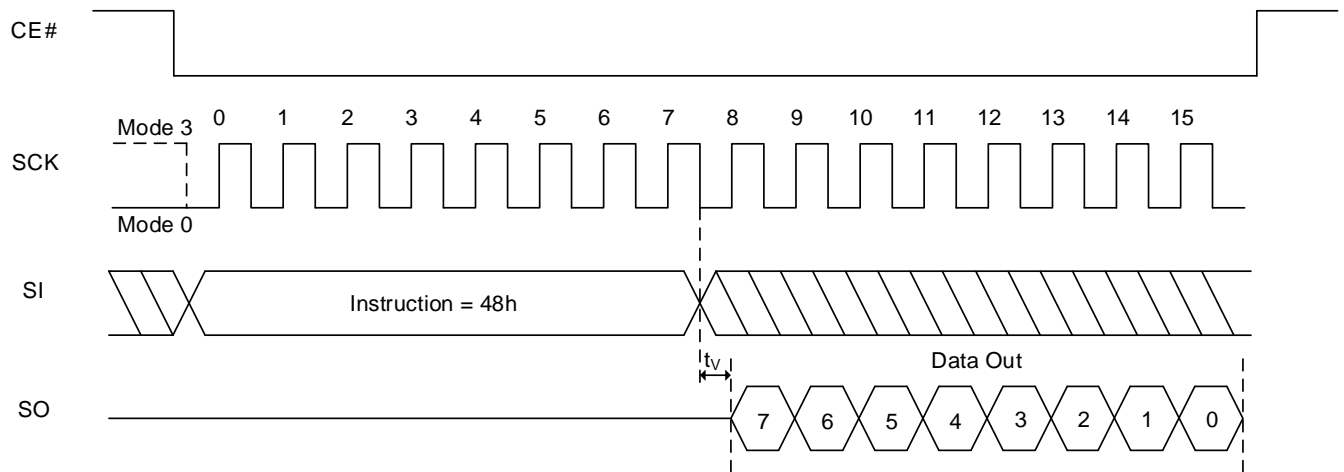 CE#
0 1 2 3 4 5 6 7 8 9 10 11 12 13 14 15
Mode 3
SCK
Mode 0
SI
Instruction = 48h
tV
Data Out
SO
7 6 5 4 3 2 1 0